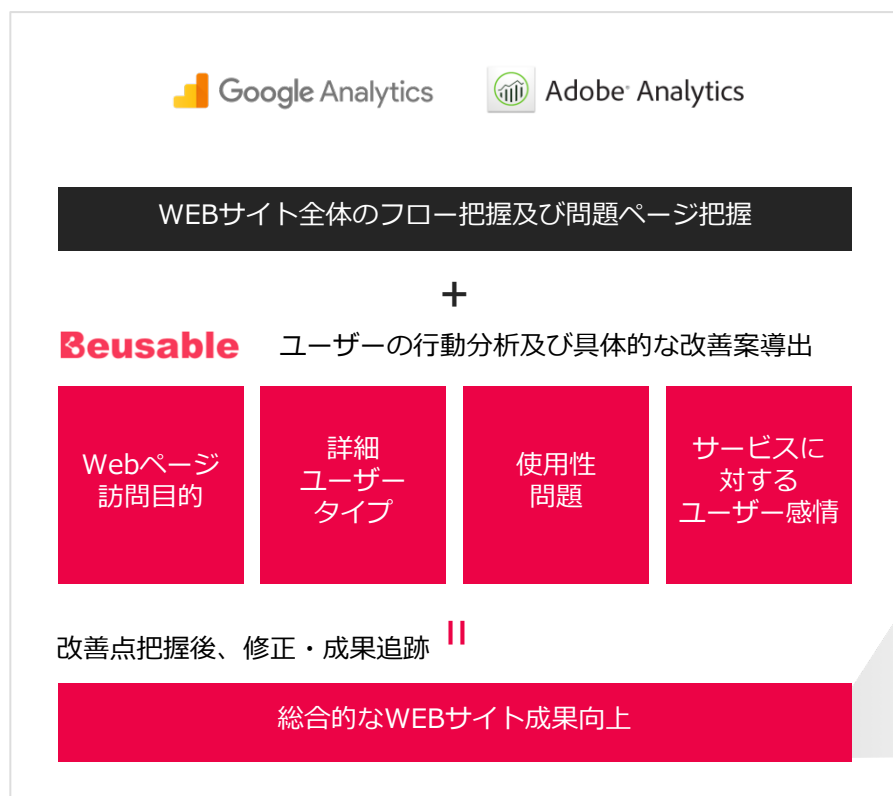 Google Analytics
Adobe Analytics
WEBサイト全体のフロー把握及び問題ページ把握
+
Beusable
ユーザーの行動分析及び具体的な改善案導出
Webページ
訪問目的
詳細
ユーザー
タイプ
使用性
問題
サービスに
対する
ユーザー感情
改善点把握後、修正・成果追跡
総合的なWEBサイト成果向上